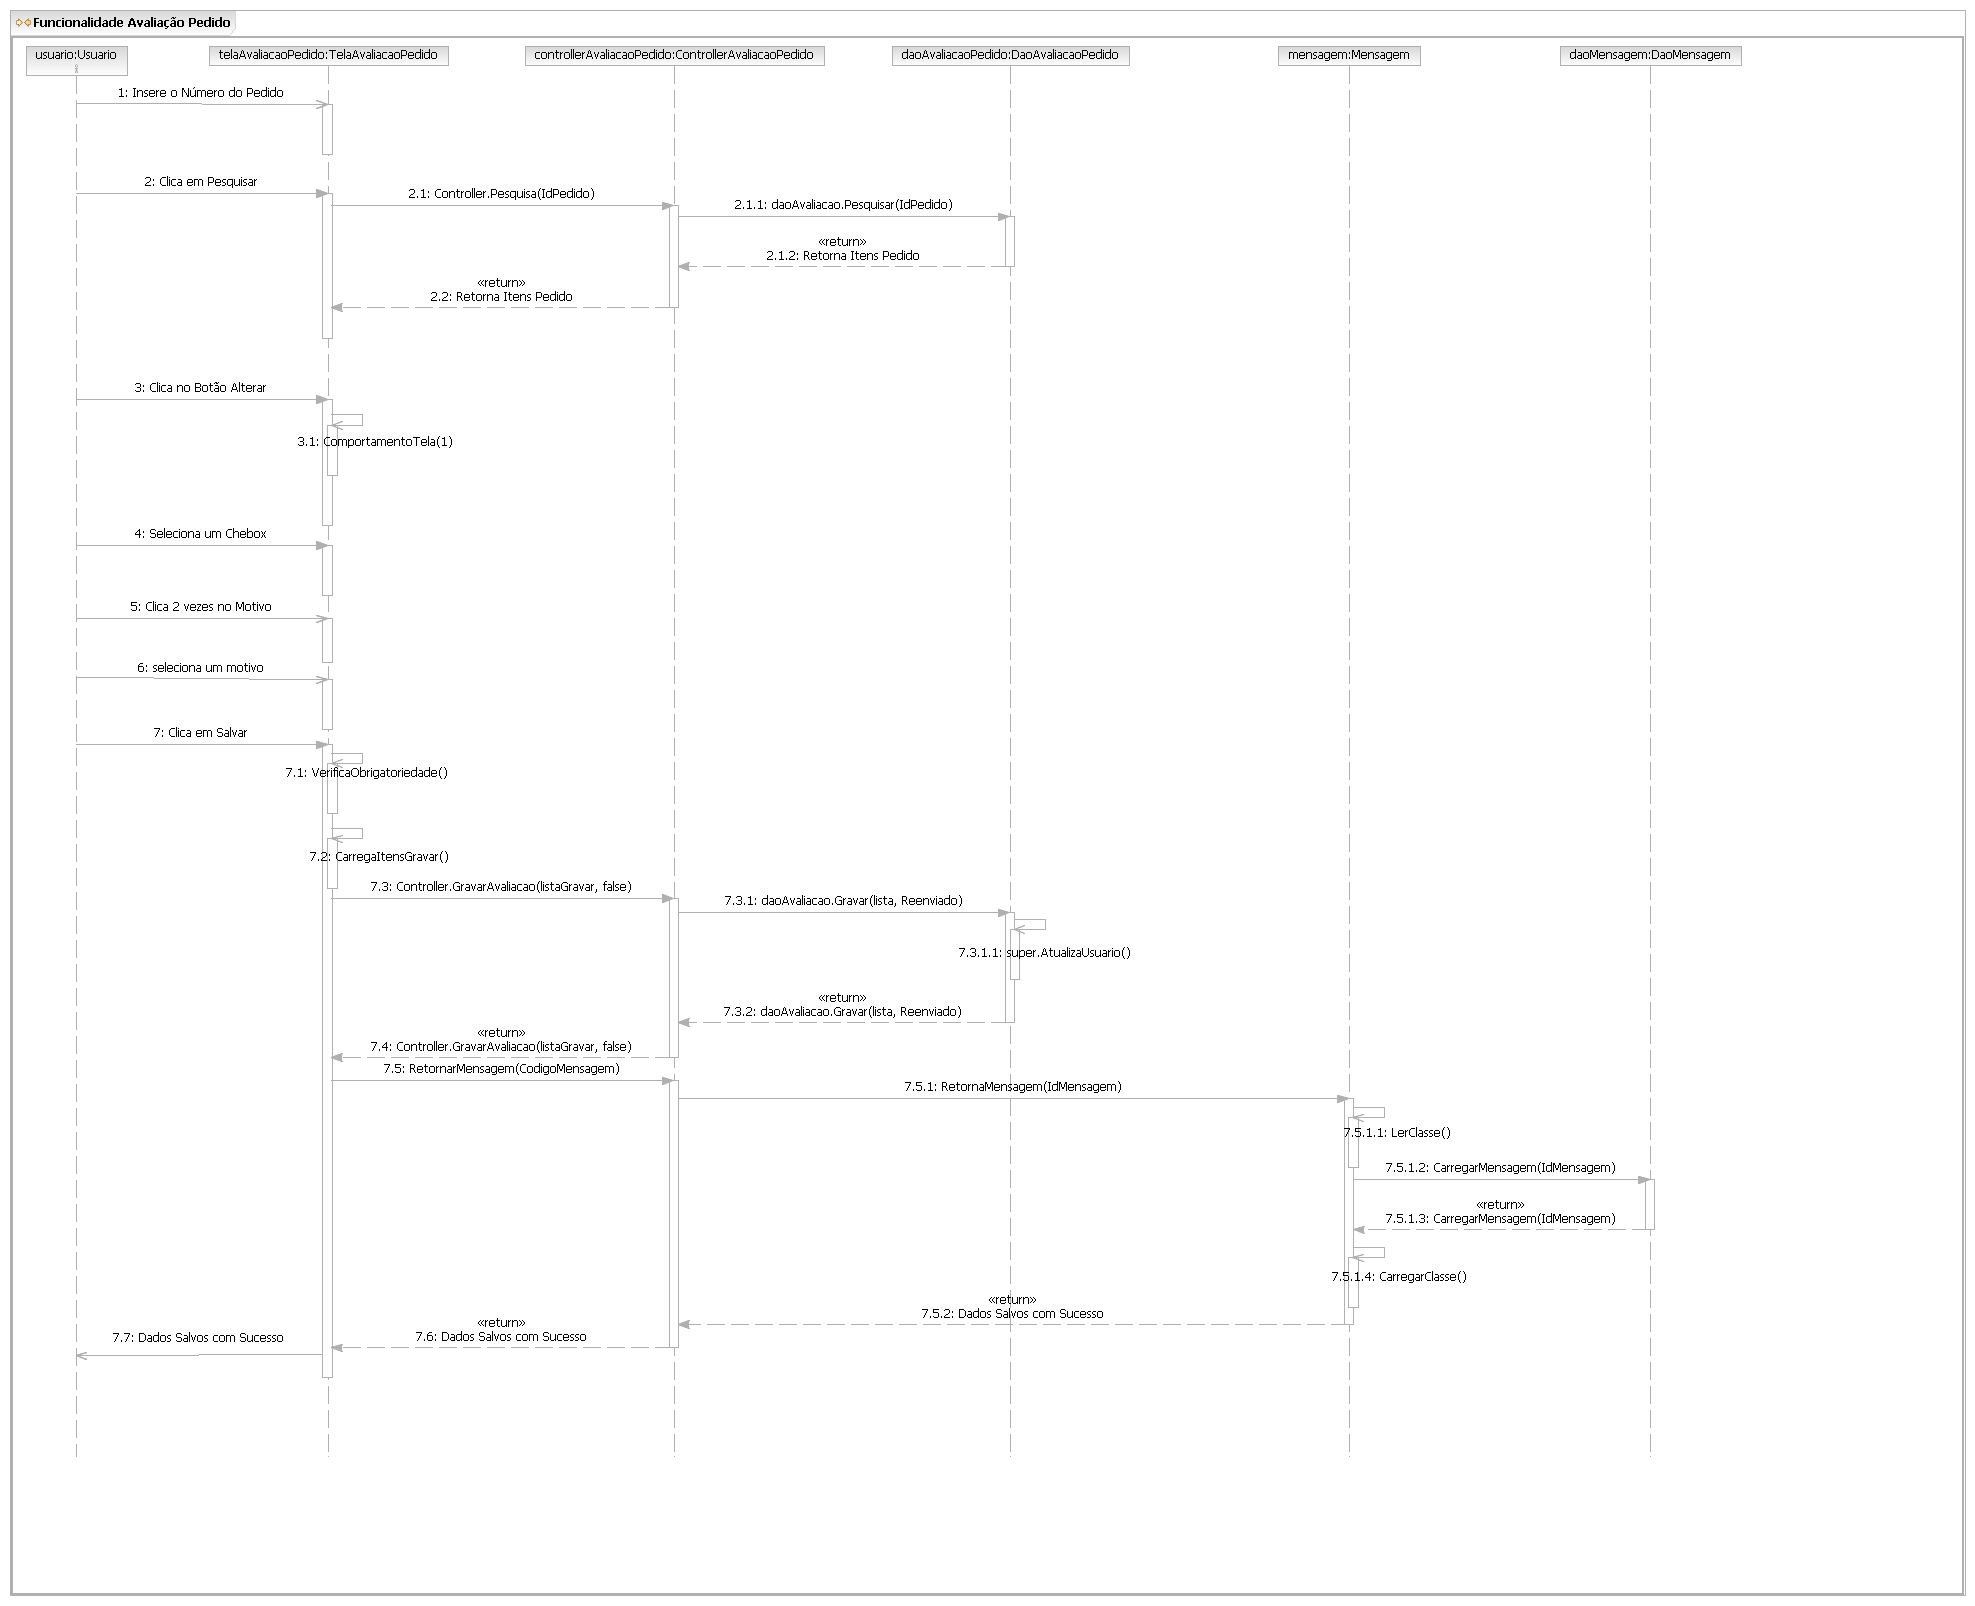 Funcionalidade Avaliação Pedido
usuario:Usuario
telaAvaliacaoPedido:TelaAvaliacaoPedido
controllerAvaliacaoPedido:ControllerAvaliacaoPedido
daoAvaliacaoPedido:DaoAvaliacaoPedido
mensagem:Mensagem
daoMensagem:DaoMensagem
1: Insere o Número do Pedido
2: Clica em Pesquisar
2.1: Controller.Pesquisa(IdPedido)
2.1.1: daoAvaliacao.Pesquisar(IdPedido)
«return»
2.1.2: Retorna Itens Pedido
«return»
2.2: Retorna Itens Pedido
3: Clica no Botão Alterar
3.1: ComportamentoTela(1)
4: Seleciona um Chebox
5: Clica 2 vezes no Motivo
6: seleciona um motivo
7: Clica em Salvar
7.1: VerificaObrigatoriedade()
7.2: CarregaItensGravar()
7.3: Controller.GravarAvaliacao(listaGravar, false)
7.3.1: daoAvaliacao.Gravar(lista, Reenviado)
7.3.1.1: super.AtualizaUsuario()
«return»
7.3.2: daoAvaliacao.Gravar(lista, Reenviado)
«return»
7.4: Controller.GravarAvaliacao(listaGravar, false)
7.5: RetornarMensagem(CodigoMensagem)
7.5.1: RetornaMensagem(IdMensagem)
7.5.1.1: LerClasse()
7.5.1.2: CarregarMensagem(IdMensagem)
«return»
7.5.1.3: CarregarMensagem(IdMensagem)
7.5.1.4: CarregarClasse()
«return»
7.5.2: Dados Salvos com Sucesso
«return»
7.6: Dados Salvos com Sucesso
7.7: Dados Salvos com Sucesso